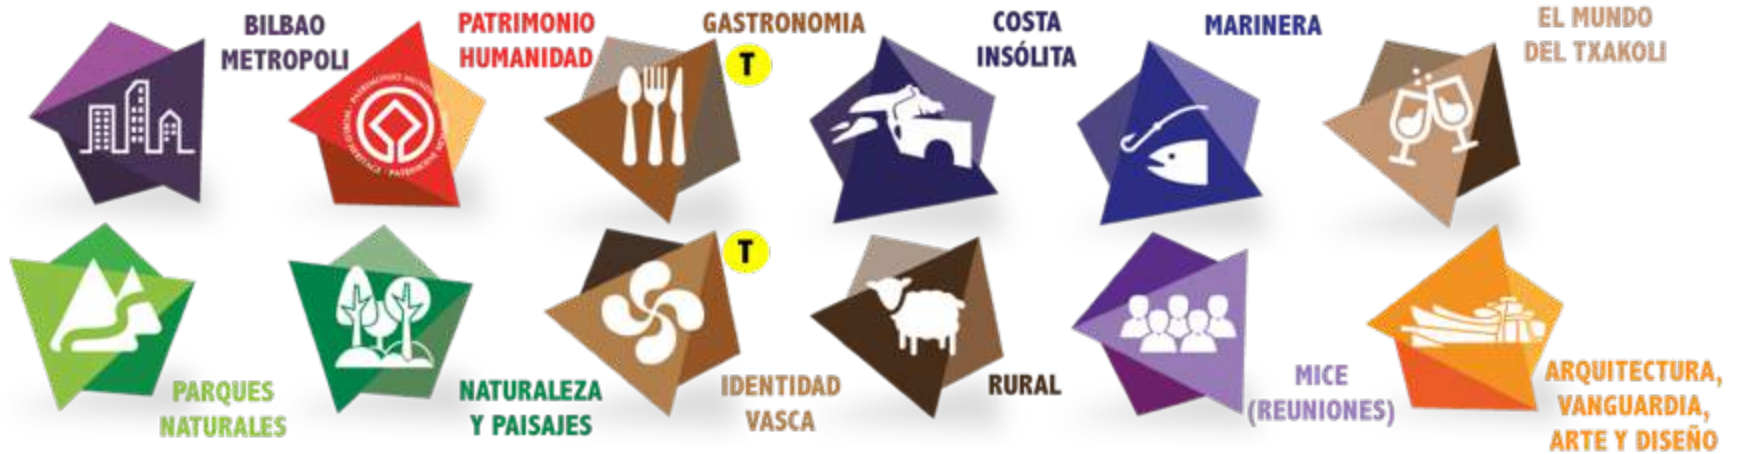 BILBAO
METROPOLI
PATRIMONIO
HUMANIDAD
GASTRONOMIA
T
COSTA
INSÓLITA
MARINERA
EL MUNDO
DEL TXAKOLI
PARQUES
NATURALES
NATURALEZA
Y PAISAJES
T
IDENTIDAD
VASCA
RURAL
MICE
(REUNIONES)
ARQUITECTURA,
VANGUARDIA,
ARTE Y DISEÑO